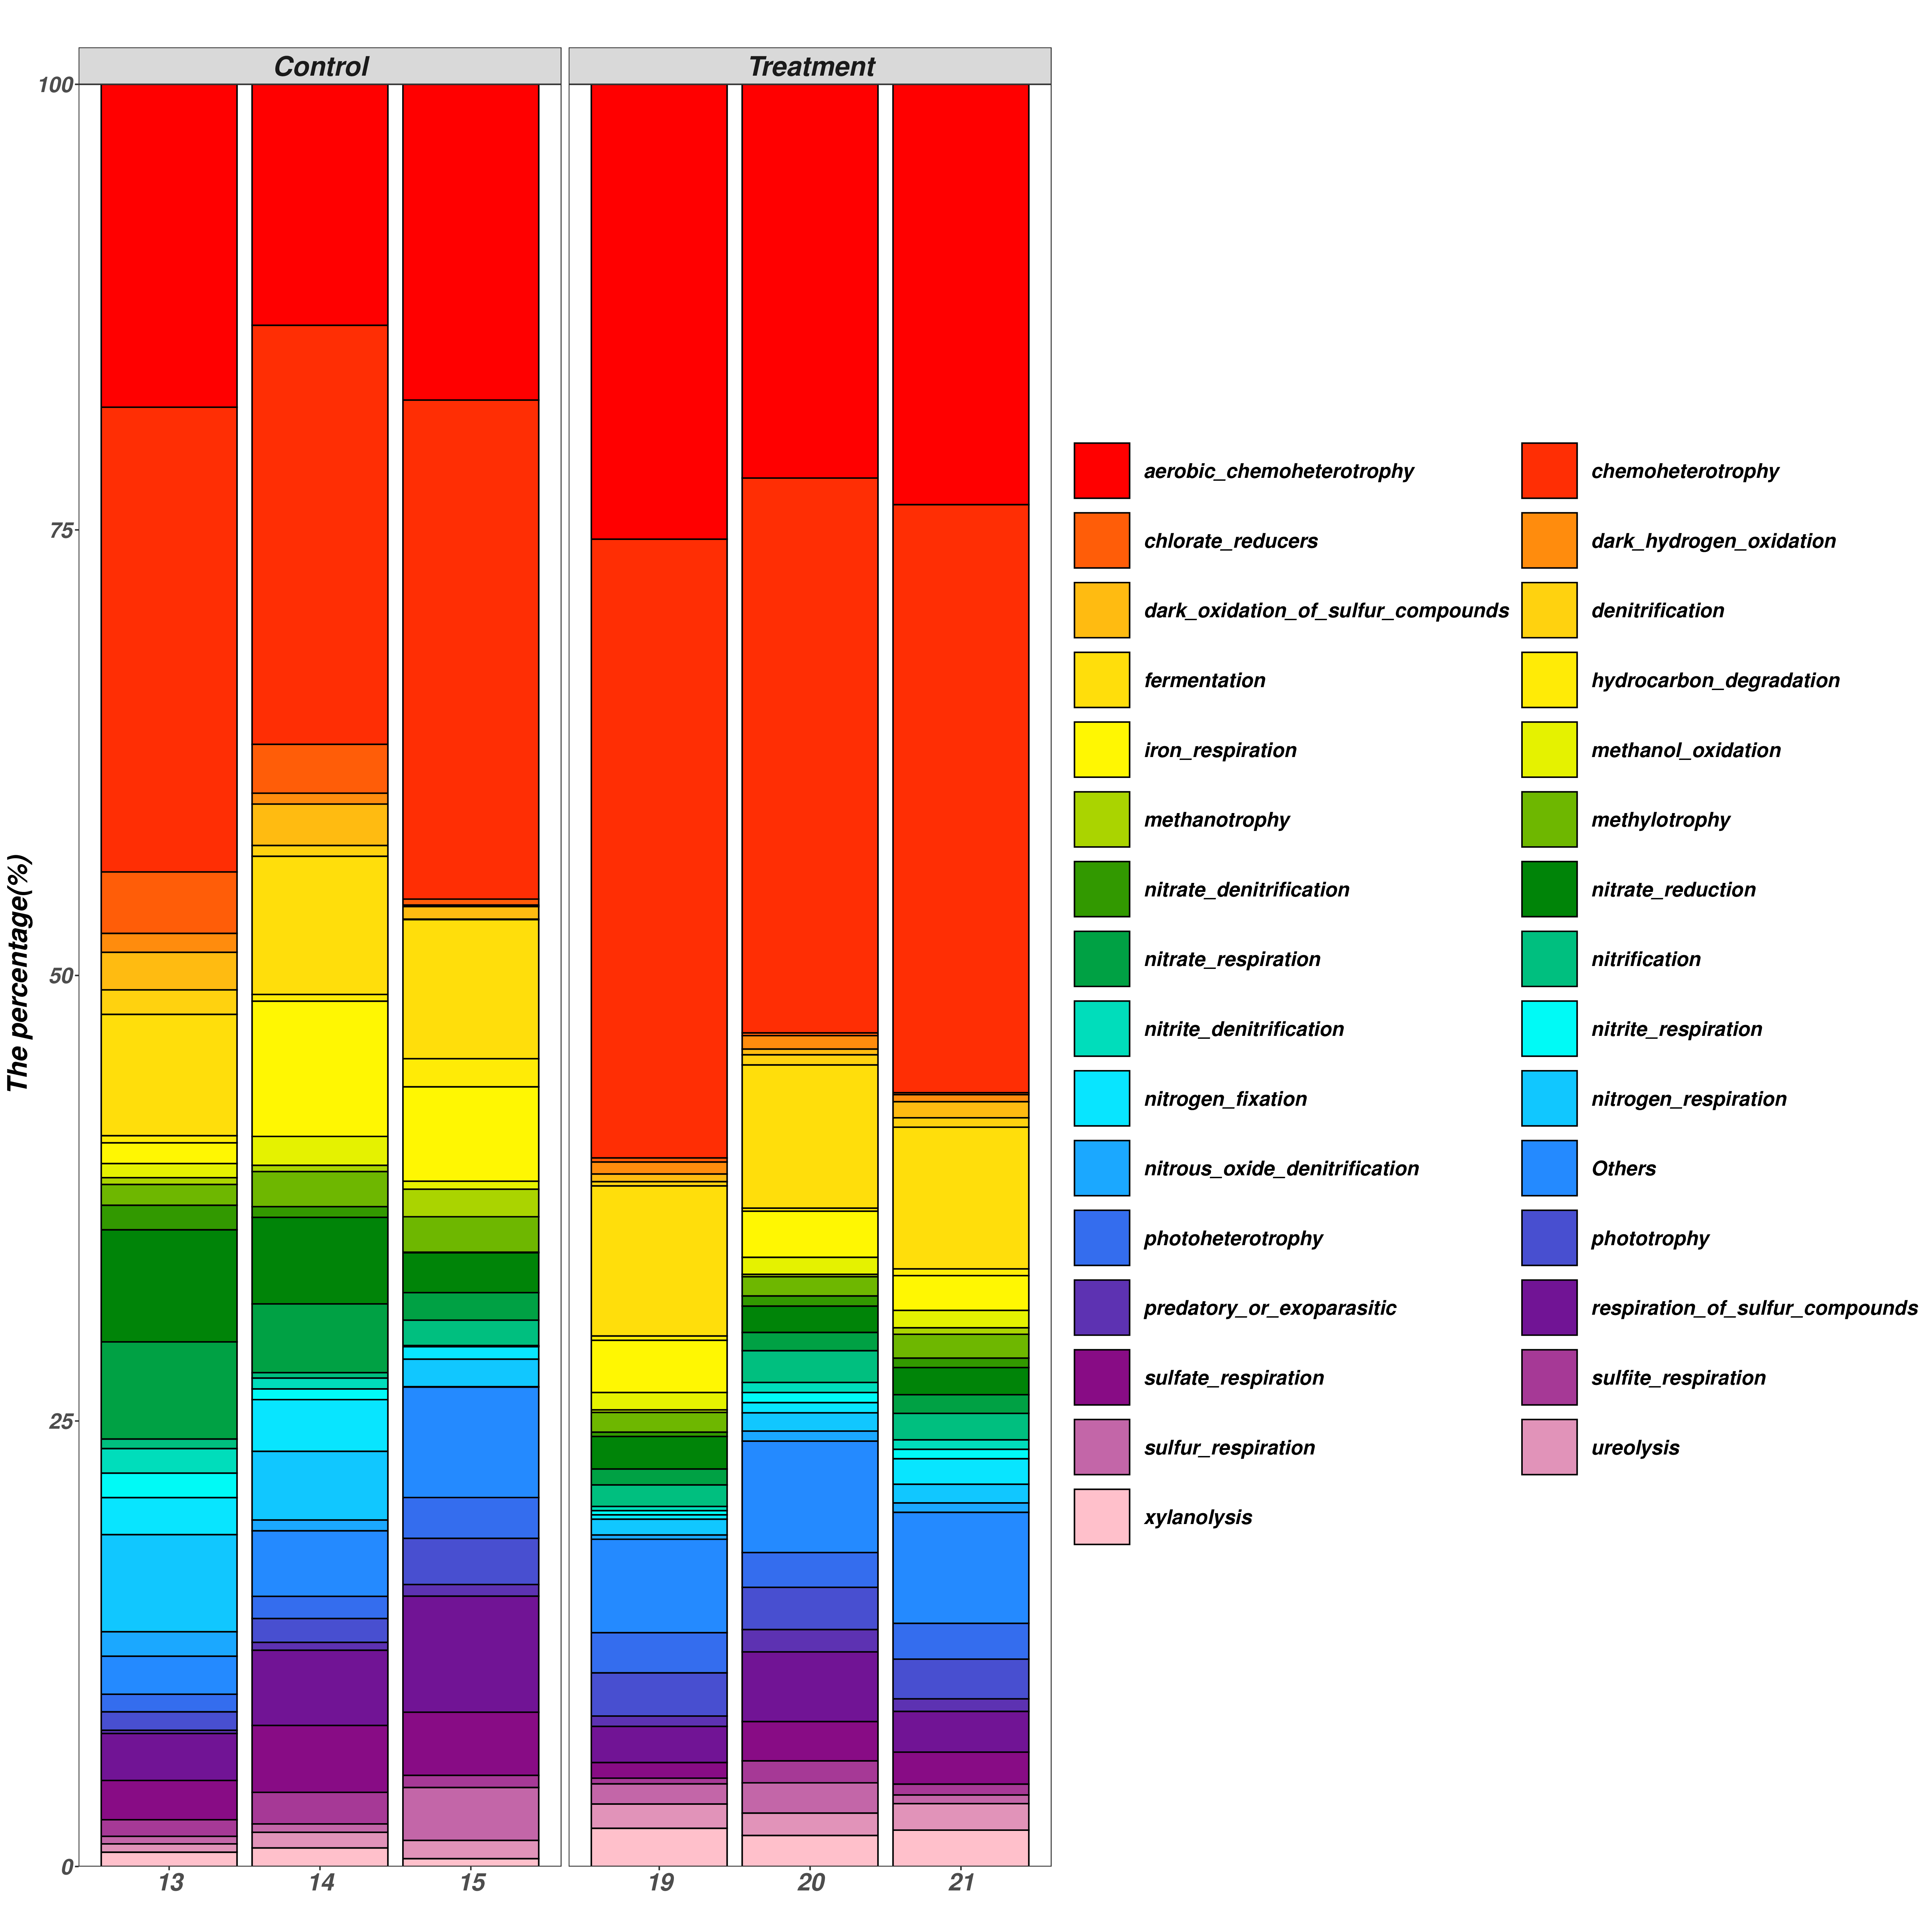 Control
Treatment
100
75
50
25
0
The percentage(%)
13
14
15
19
20
21
aerobic_chemoheterotrophy
chemoheterotrophy
chlorate_reducers
dark_hydrogen_oxidation
dark_oxidation_of_sulfur_compounds
denitrification
fermentation
hydrocarbon_degradation
iron_respiration
methanol_oxidation
methanotrophy
methylotrophy
nitrate_denitrification
nitrate_reduction
nitrate_respiration
nitrification
nitrite_denitrification
nitrite_respiration
nitrogen_fixation
nitrogen_respiration
nitrous_oxide_denitrification
Others
photoheterotrophy
phototrophy
predatory_or_exoparasitic
respiration_of_sulfur_compounds
sulfate_respiration
sulfite_respiration
sulfur_respiration
ureolysis
xylanolysis